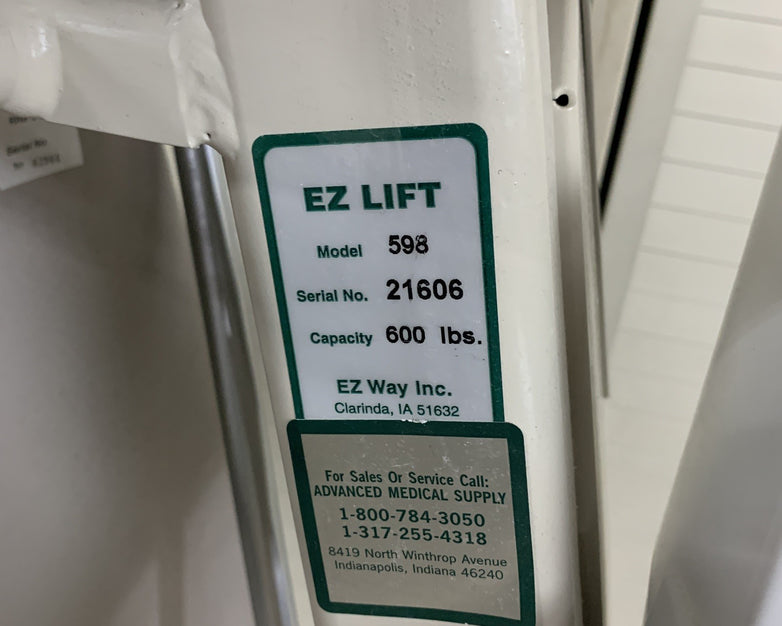 Serial No.
EZ LIFT
Model 598
Serial No. 21606
Capacity 600 lbs.
EZ Way Inc.
Clarinda, IA 51632
For Sales Or Service Call:
ADVANCED MEDICAL SUPPLY
1-800-784-3050
1-317-255-4318
8419 North Winthrop Avenue
Indianapolis, Indiana 46240